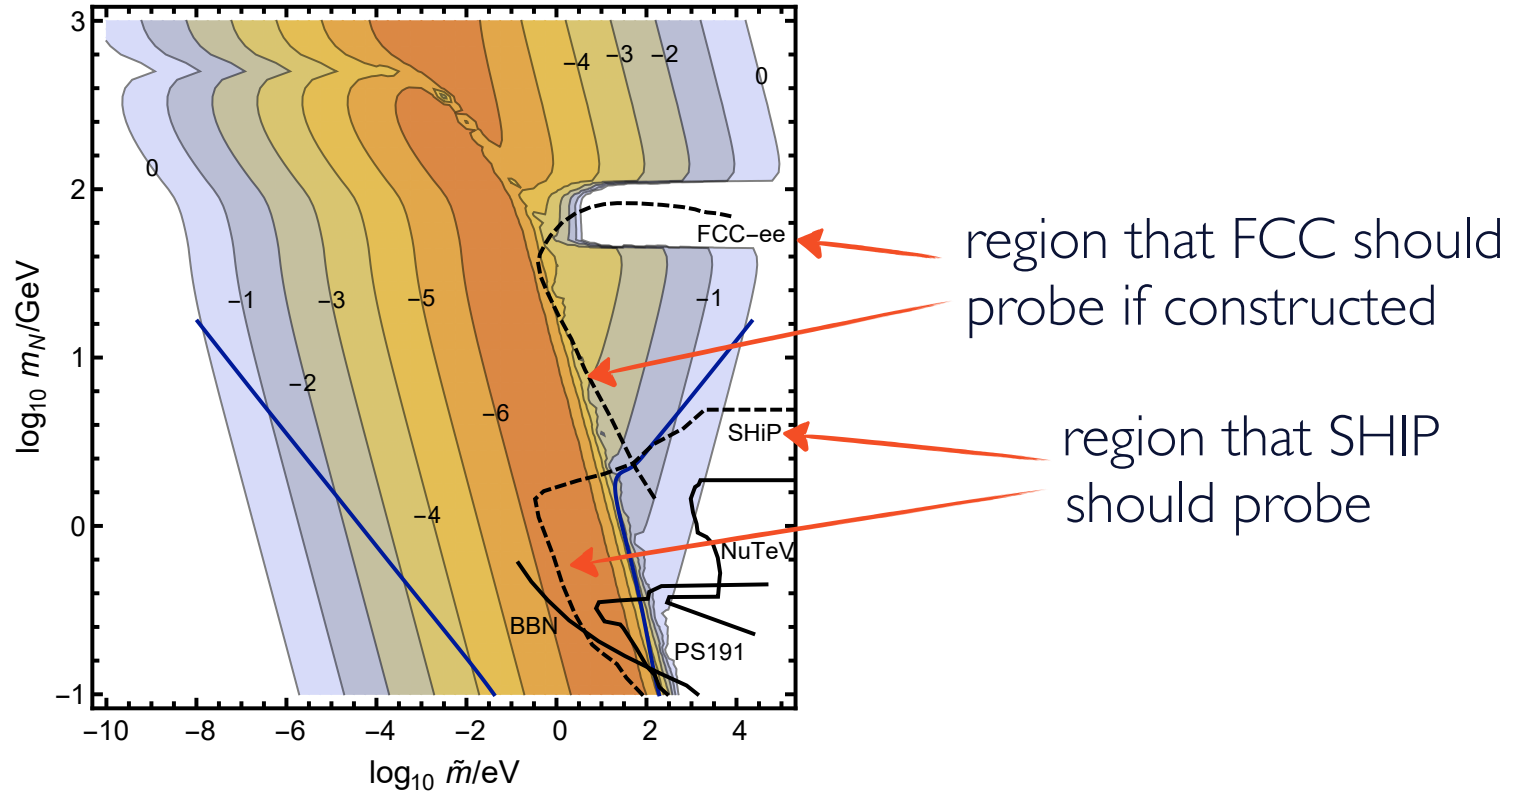 3
2
1
0
−1
−10
−8
−6
−4
−2
0
2
4
log₁₀ m_N/GeV
log₁₀ m̃/eV
0
−1
−3
−5
−2
−6
−4
−4
−3
−2
0
−1
0
FCC−ee
SHiP
NuTeV
BBN
PS191
region that FCC should
probe if constructed
region that SHIP
should probe